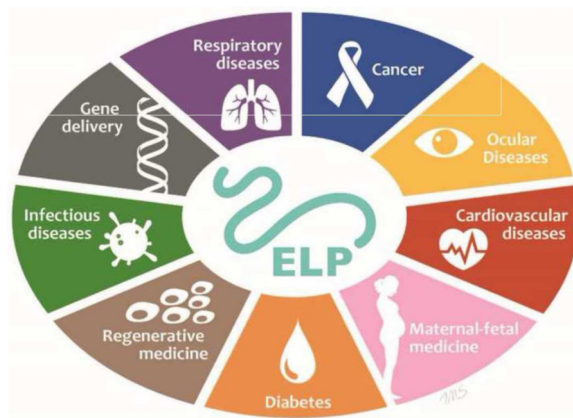 Respiratory
diseases
Cancer
Gene
delivery
Ocular
Diseases
Infectious
diseases
Cardiovascular
diseases
ELP
Regenerative
medicine
Maternal-fetal
medicine
Diabetes